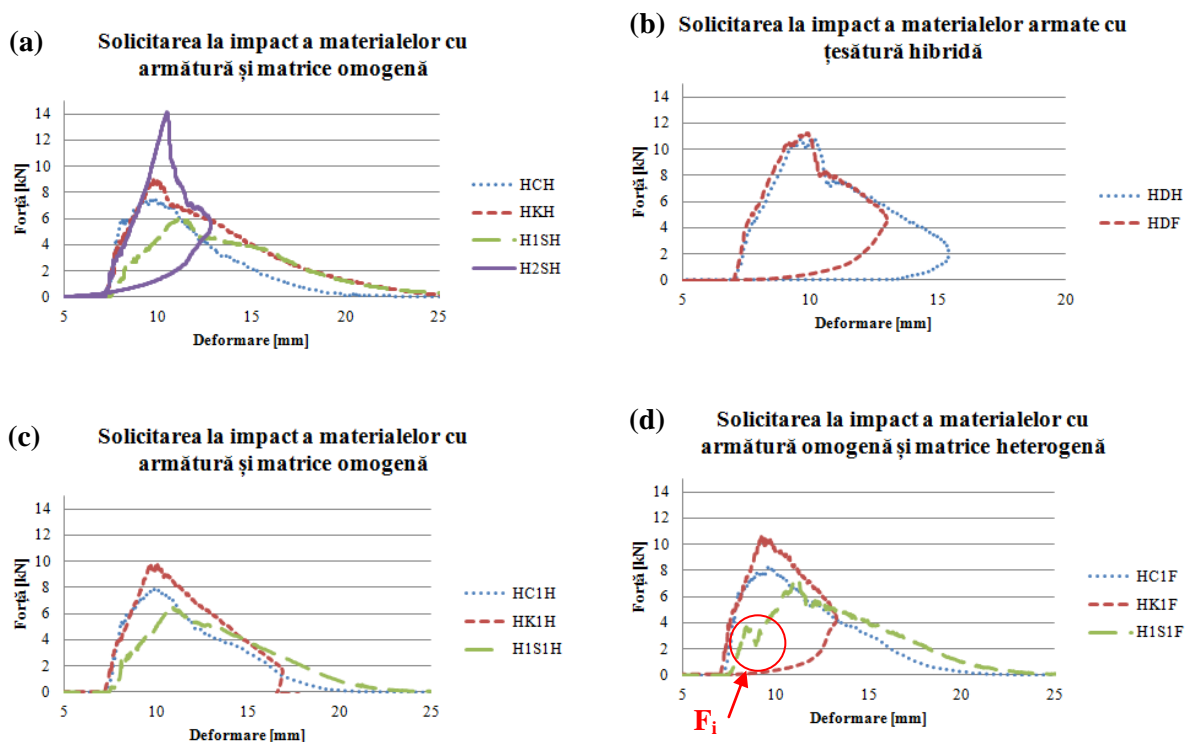 (a)
Solicitarea la impact a materialelor cu
armătură și matrice omogenă
Forță [kN]
14
12
10
8
6
4
2
0
5
10
15
20
25
Deformare [mm]
HCH
HKH
H1SH
H2SH
(b)
Solicitarea la impact a materialelor armate cu
țesătură hibridă
Forță [kN]
14
12
10
8
6
4
2
0
5
10
15
20
Deformare [mm]
HDH
HDF
(c)
Solicitarea la impact a materialelor cu
armătură și matrice omogenă
Forță [kN]
14
12
10
8
6
4
2
0
5
10
15
20
25
Deformare [mm]
HC1H
HK1H
H1S1H
(d)
Solicitarea la impact a materialelor cu
armătură omogenă și matrice heterogenă
Forță [kN]
14
12
10
8
6
4
2
0
5
10
15
20
25
Deformare [mm]
Fi
HC1F
HK1F
H1S1F